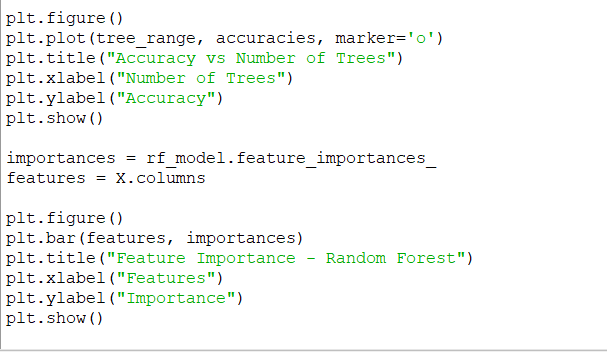 plt.figure()
plt.plot(tree_range, accuracies, marker='o')
plt.title("Accuracy vs Number of Trees")
plt.xlabel("Number of Trees")
plt.ylabel("Accuracy")
plt.show()

importances = rf_model.feature_importances_
features = X.columns

plt.figure()
plt.bar(features, importances)
plt.title("Feature Importance - Random Forest")
plt.xlabel("Features")
plt.ylabel("Importance")
plt.show()